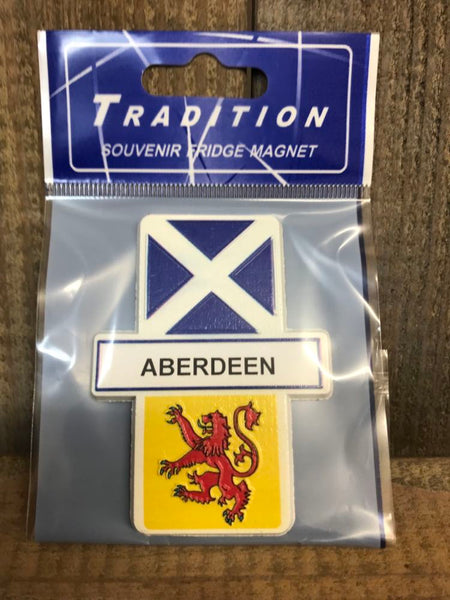 TRADITION
SOUVENIR FRIDGE MAGNET
ABERDEEN